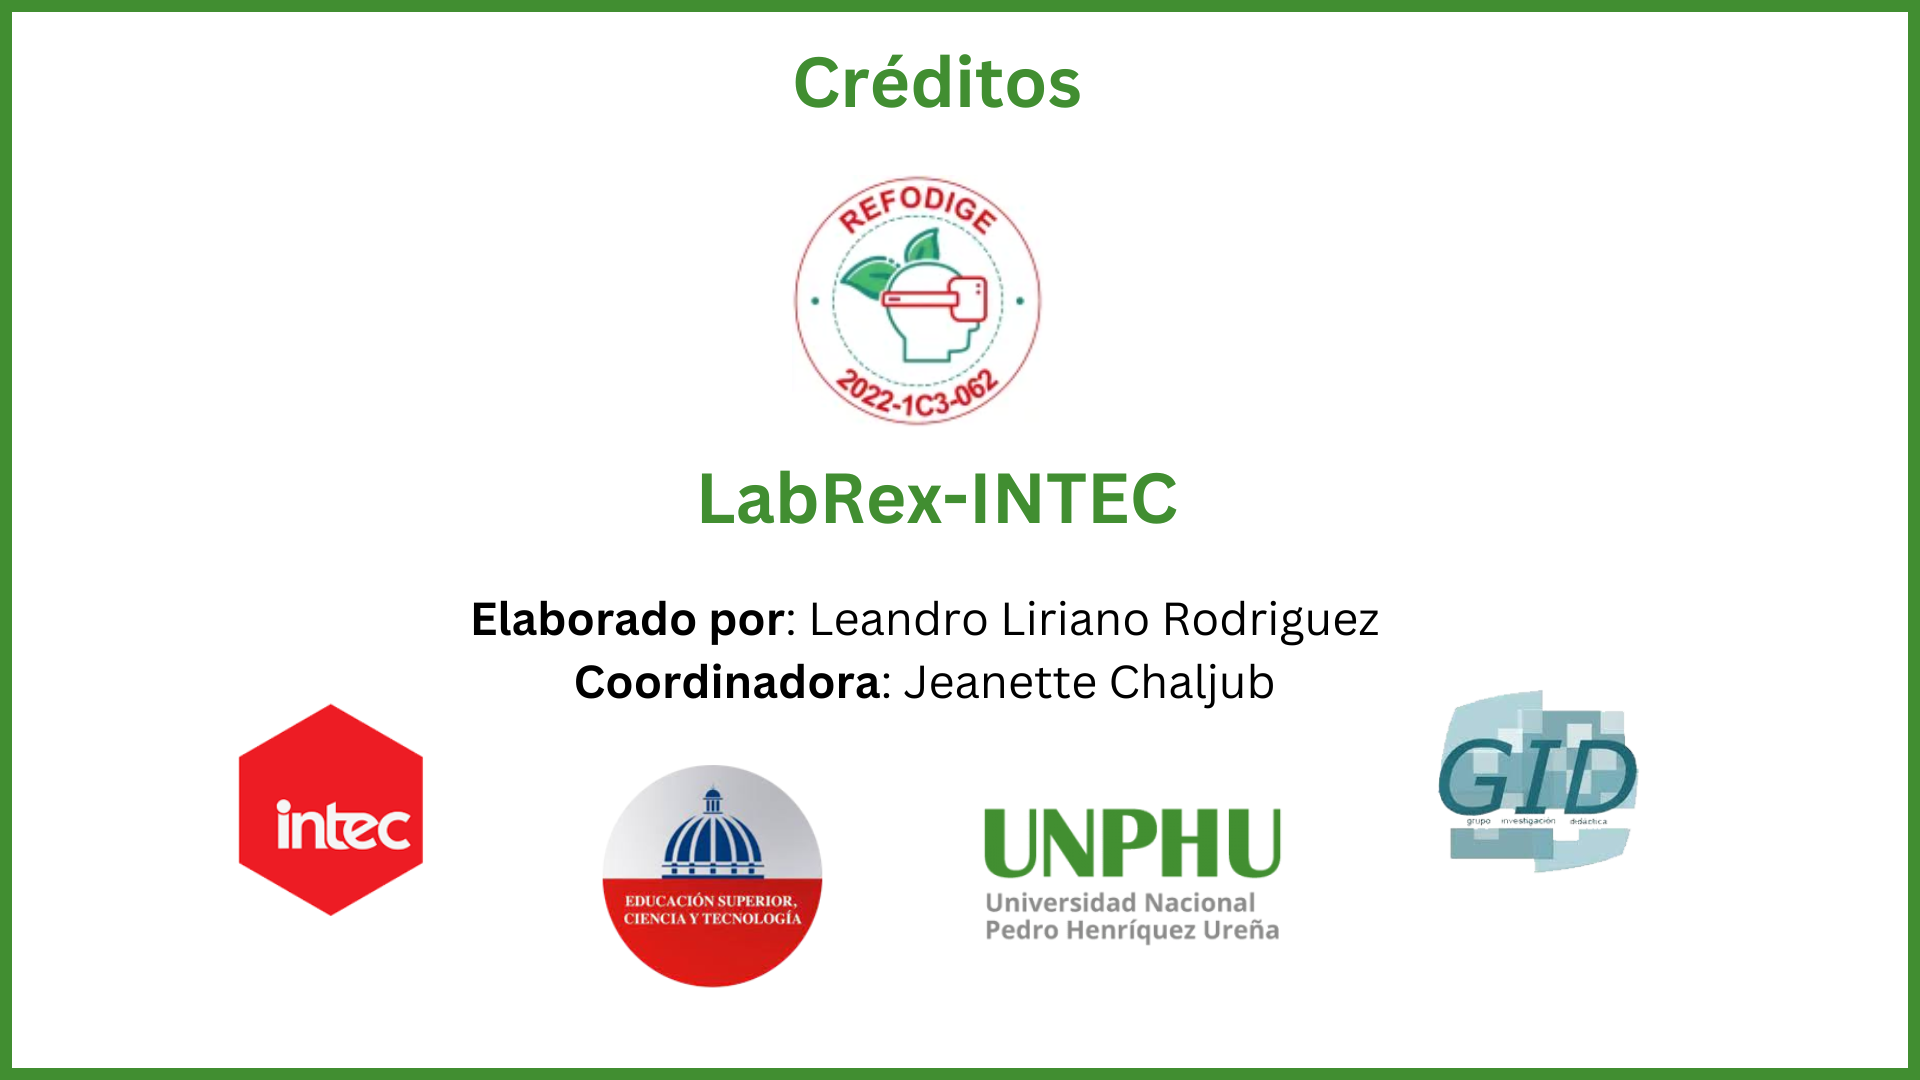 Créditos
REFODIGE
2022-1C3-062
LabRex-INTEC
Elaborado por: Leandro Liriano Rodriguez
Coordinadora: Jeanette Chaljub
intec
EDUCACIÓN SUPERIOR,
CIENCIA Y TECNOLOGÍA
UNPHU
Universidad Nacional
Pedro Henríquez Ureña
GID
grupo investigación didáctica